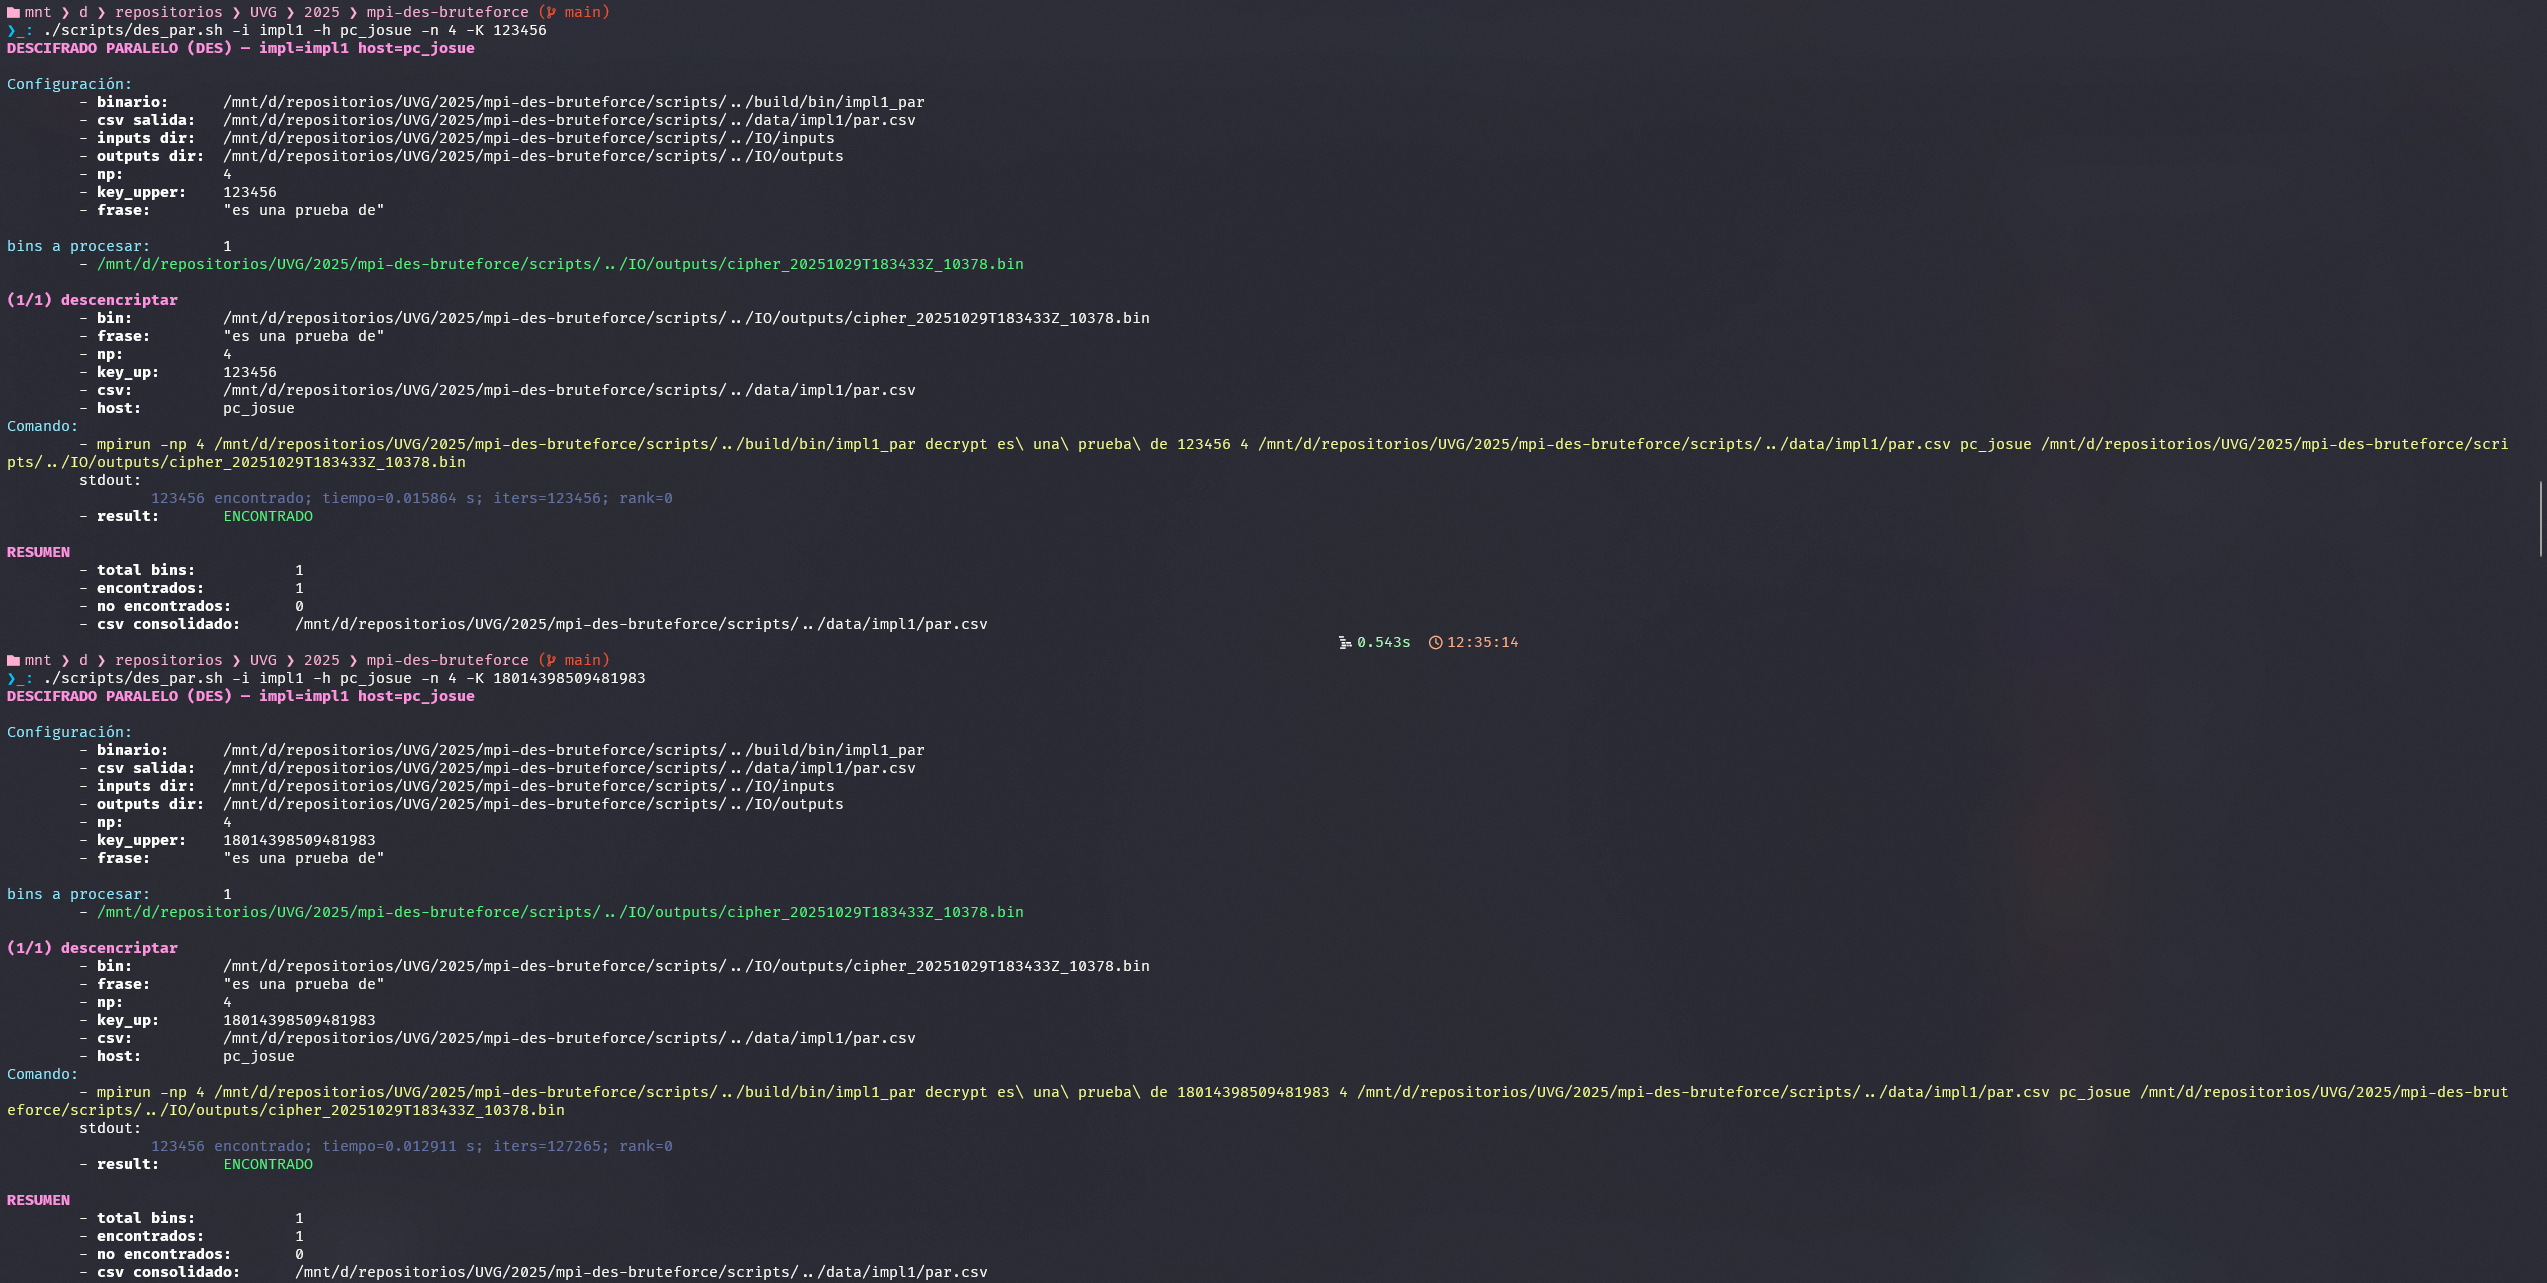 mnt ❯ d ❯ repositorios ❯ UVG ❯ 2025 ❯ mpi-des-bruteforce ( main)
❯_: ./scripts/des_par.sh -i impl1 -h pc_josue -n 4 -K 123456
DESCIFRADO PARALELO (DES) — impl=impl1 host=pc_josue
Configuración:
- binario: /mnt/d/repositorios/UVG/2025/mpi-des-bruteforce/scripts/../build/bin/impl1_par
- csv salida: /mnt/d/repositorios/UVG/2025/mpi-des-bruteforce/scripts/../data/impl1/par.csv
- inputs dir: /mnt/d/repositorios/UVG/2025/mpi-des-bruteforce/scripts/../IO/inputs
- outputs dir: /mnt/d/repositorios/UVG/2025/mpi-des-bruteforce/scripts/../IO/outputs
- np: 4
- key_upper: 123456
- frase: "es una prueba de"
bins a procesar: 1
- /mnt/d/repositorios/UVG/2025/mpi-des-bruteforce/scripts/../IO/outputs/cipher_20251029T183433Z_10378.bin
(1/1) descencriptar
- bin: /mnt/d/repositorios/UVG/2025/mpi-des-bruteforce/scripts/../IO/outputs/cipher_20251029T183433Z_10378.bin
- frase: "es una prueba de"
- np: 4
- key_up: 123456
- csv: /mnt/d/repositorios/UVG/2025/mpi-des-bruteforce/scripts/../data/impl1/par.csv
- host: pc_josue
Comando:
- mpirun -np 4 /mnt/d/repositorios/UVG/2025/mpi-des-bruteforce/scripts/../build/bin/impl1_par decrypt es\ una\ prueba\ de 123456 4 /mnt/d/repositorios/UVG/2025/mpi-des-bruteforce/scripts/../data/impl1/par.csv pc_josue /mnt/d/repositorios/UVG/2025/mpi-des-bruteforce/scri
pts/../IO/outputs/cipher_20251029T183433Z_10378.bin
stdout:
123456 encontrado; tiempo=0.015864 s; iters=123456; rank=0
- result: ENCONTRADO
RESUMEN
- total bins: 1
- encontrados: 1
- no encontrados: 0
- csv consolidado: /mnt/d/repositorios/UVG/2025/mpi-des-bruteforce/scripts/../data/impl1/par.csv
0.543s 12:35:14
mnt ❯ d ❯ repositorios ❯ UVG ❯ 2025 ❯ mpi-des-bruteforce ( main)
❯_: ./scripts/des_par.sh -i impl1 -h pc_josue -n 4 -K 18014398509481983
DESCIFRADO PARALELO (DES) — impl=impl1 host=pc_josue
Configuración:
- binario: /mnt/d/repositorios/UVG/2025/mpi-des-bruteforce/scripts/../build/bin/impl1_par
- csv salida: /mnt/d/repositorios/UVG/2025/mpi-des-bruteforce/scripts/../data/impl1/par.csv
- inputs dir: /mnt/d/repositorios/UVG/2025/mpi-des-bruteforce/scripts/../IO/inputs
- outputs dir: /mnt/d/repositorios/UVG/2025/mpi-des-bruteforce/scripts/../IO/outputs
- np: 4
- key_upper: 18014398509481983
- frase: "es una prueba de"
bins a procesar: 1
- /mnt/d/repositorios/UVG/2025/mpi-des-bruteforce/scripts/../IO/outputs/cipher_20251029T183433Z_10378.bin
(1/1) descencriptar
- bin: /mnt/d/repositorios/UVG/2025/mpi-des-bruteforce/scripts/../IO/outputs/cipher_20251029T183433Z_10378.bin
- frase: "es una prueba de"
- np: 4
- key_up: 18014398509481983
- csv: /mnt/d/repositorios/UVG/2025/mpi-des-bruteforce/scripts/../data/impl1/par.csv
- host: pc_josue
Comando:
- mpirun -np 4 /mnt/d/repositorios/UVG/2025/mpi-des-bruteforce/scripts/../build/bin/impl1_par decrypt es\ una\ prueba\ de 18014398509481983 4 /mnt/d/repositorios/UVG/2025/mpi-des-bruteforce/scripts/../data/impl1/par.csv pc_josue /mnt/d/repositorios/UVG/2025/mpi-des-brut
eforce/scripts/../IO/outputs/cipher_20251029T183433Z_10378.bin
stdout:
123456 encontrado; tiempo=0.012911 s; iters=127265; rank=0
- result: ENCONTRADO
RESUMEN
- total bins: 1
- encontrados: 1
- no encontrados: 0
- csv consolidado: /mnt/d/repositorios/UVG/2025/mpi-des-bruteforce/scripts/../data/impl1/par.csv